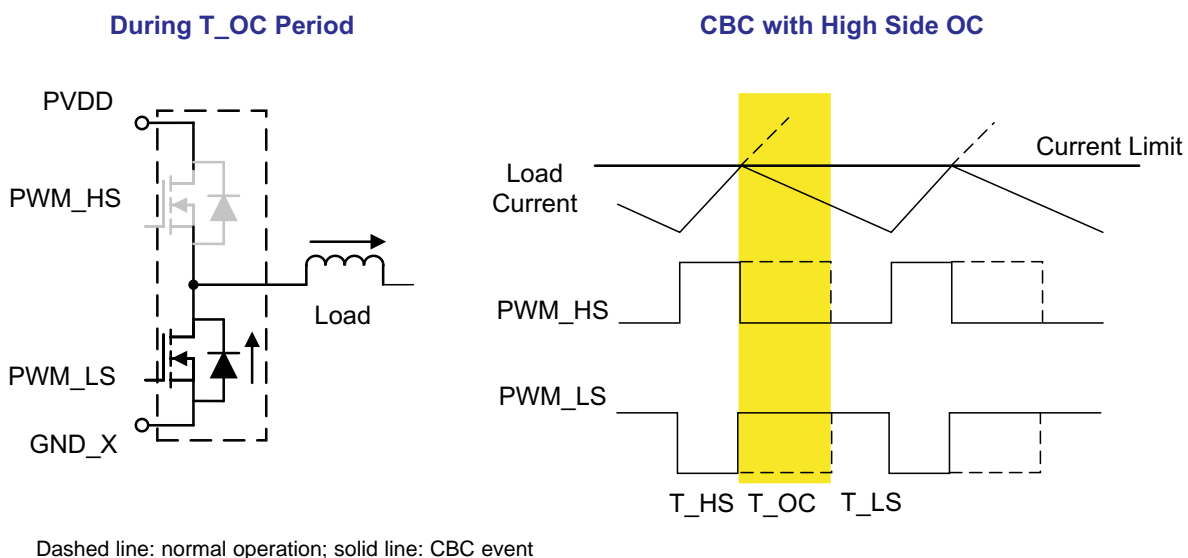 During T_OC Period
PVDD
PWM_HS
Load
PWM_LS
GND_X
CBC with High Side OC
Current Limit
Load
Current
PWM_HS
PWM_LS
T_HS T_OC T_LS
Dashed line: normal operation; solid line: CBC event